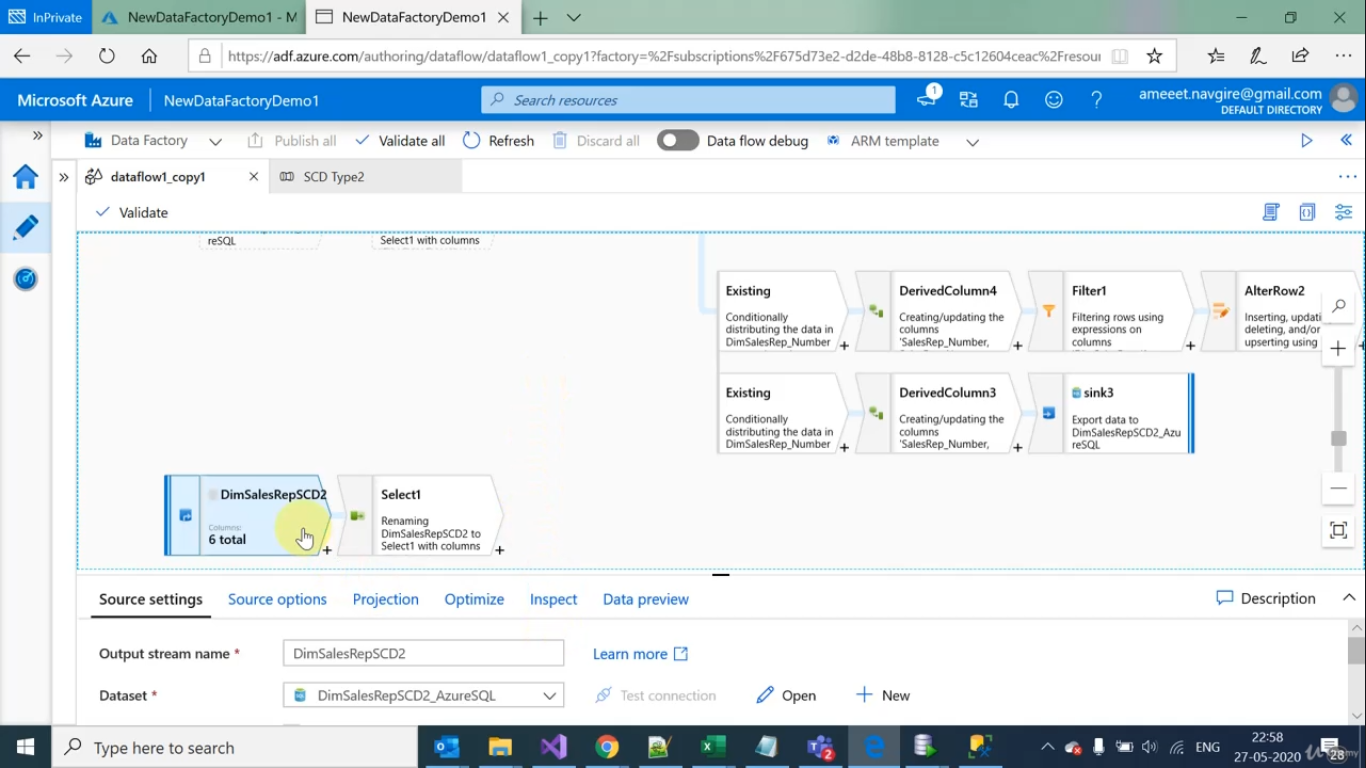 InPrivate
NewDataFactoryDemo1 - M
NewDataFactoryDemo1
https://adf.azure.com/authoring/dataflow/dataflow1_copy1?factory=%2Fsubscriptions%2F675d73e2-d2de-48b8-8128-c5c12604ceac%2Fresour
Microsoft Azure
NewDataFactoryDemo1
Search resources
1
ameeet.navgire@gmail.com
DEFAULT DIRECTORY
Data Factory
Publish all
Validate all
Refresh
Discard all
Data flow debug
ARM template
dataflow1_copy1
SCD Type2
Validate
reSQL
Select1 with columns
Existing
Conditionally
distributing the data in
DimSalesRep_Number
DerivedColumn4
Creating/updating the
columns
'SalesRep_Number,
Filter1
Filtering rows using
expressions on
columns
AlterRow2
Inserting, updati
deleting, and/or
upserting using
Existing
Conditionally
distributing the data in
DimSalesRep_Number
DerivedColumn3
Creating/updating the
columns
'SalesRep_Number,
sink3
Export data to
DimSalesRepSCD2_Azu
reSQL
DimSalesRepSCD2
Columns:
6 total
Select1
Renaming
DimSalesRepSCD2 to
Select1 with columns
Source settings
Source options
Projection
Optimize
Inspect
Data preview
Description
Output stream name *
DimSalesRepSCD2
Learn more
Dataset *
DimSalesRepSCD2_AzureSQL
Test connection
Open
New
Type here to search
2
ENG
22:58
27-05-2020
28